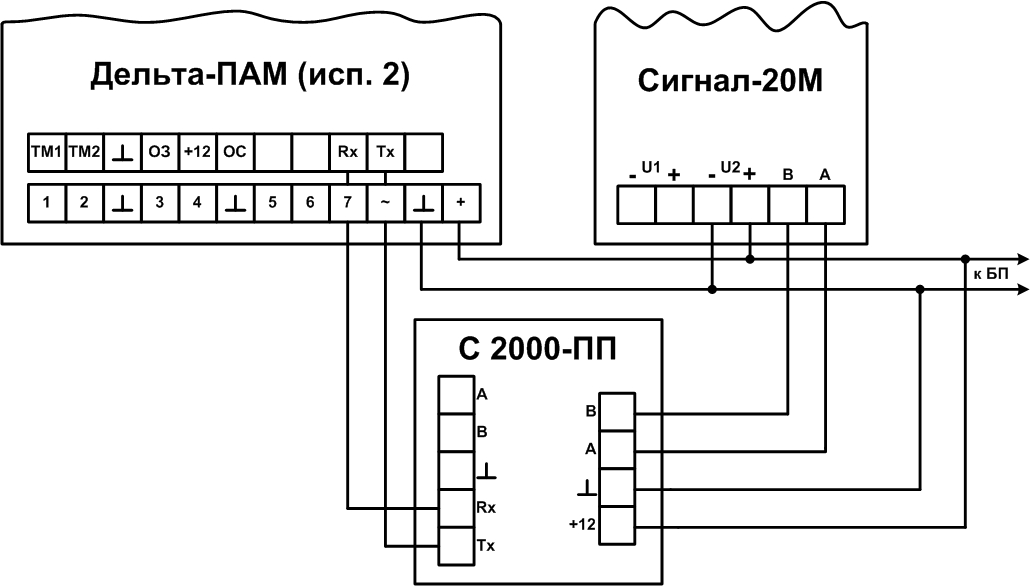 Дельта-ПАМ (исп. 2)
ТМ1 ТМ2 ⊥ ОЗ +12 ОС Rx Tx
1 2 ⊥ 3 4 ⊥ 5 6 7 ~ ⊥ +
Сигнал-20М
- U1 + - U2 + B A
к БП
С 2000-ПП
A
B
⊥
Rx
Tx
B
A
⊥
+12